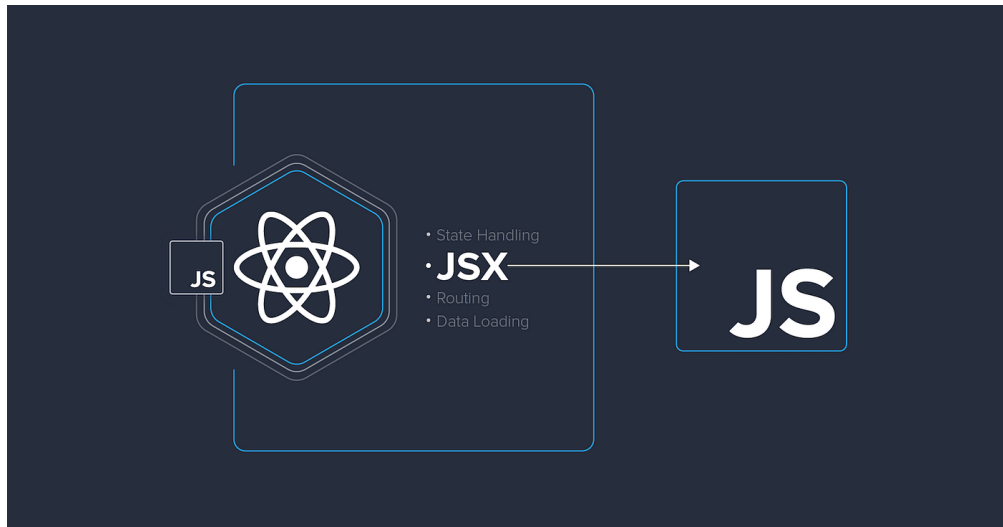 JS
• State Handling
• JSX
• Routing
• Data Loading
JS